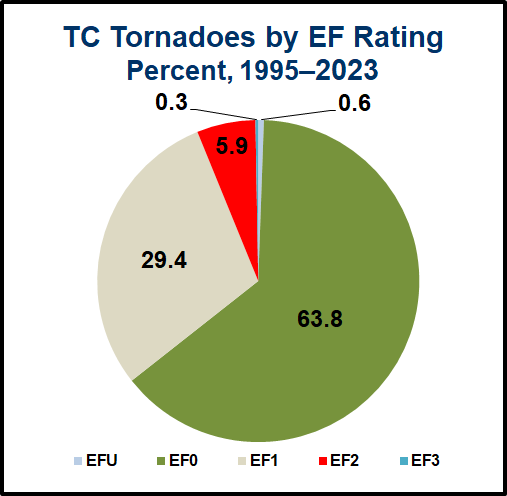 TC Tornadoes by EF Rating
Percent, 1995–2023
0.3
0.6
5.9
29.4
63.8
EFU EF0 EF1 EF2 EF3